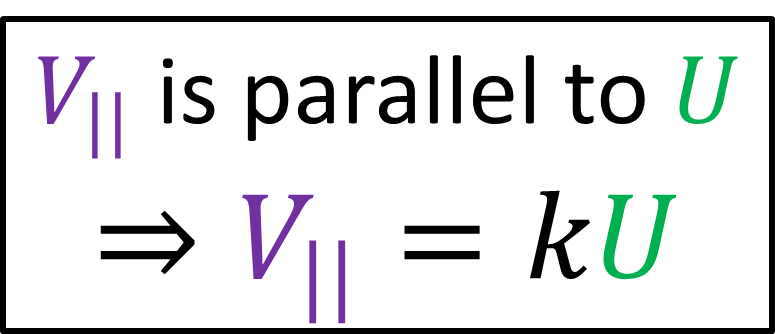 V|| is parallel to U
⇒ V|| = kU